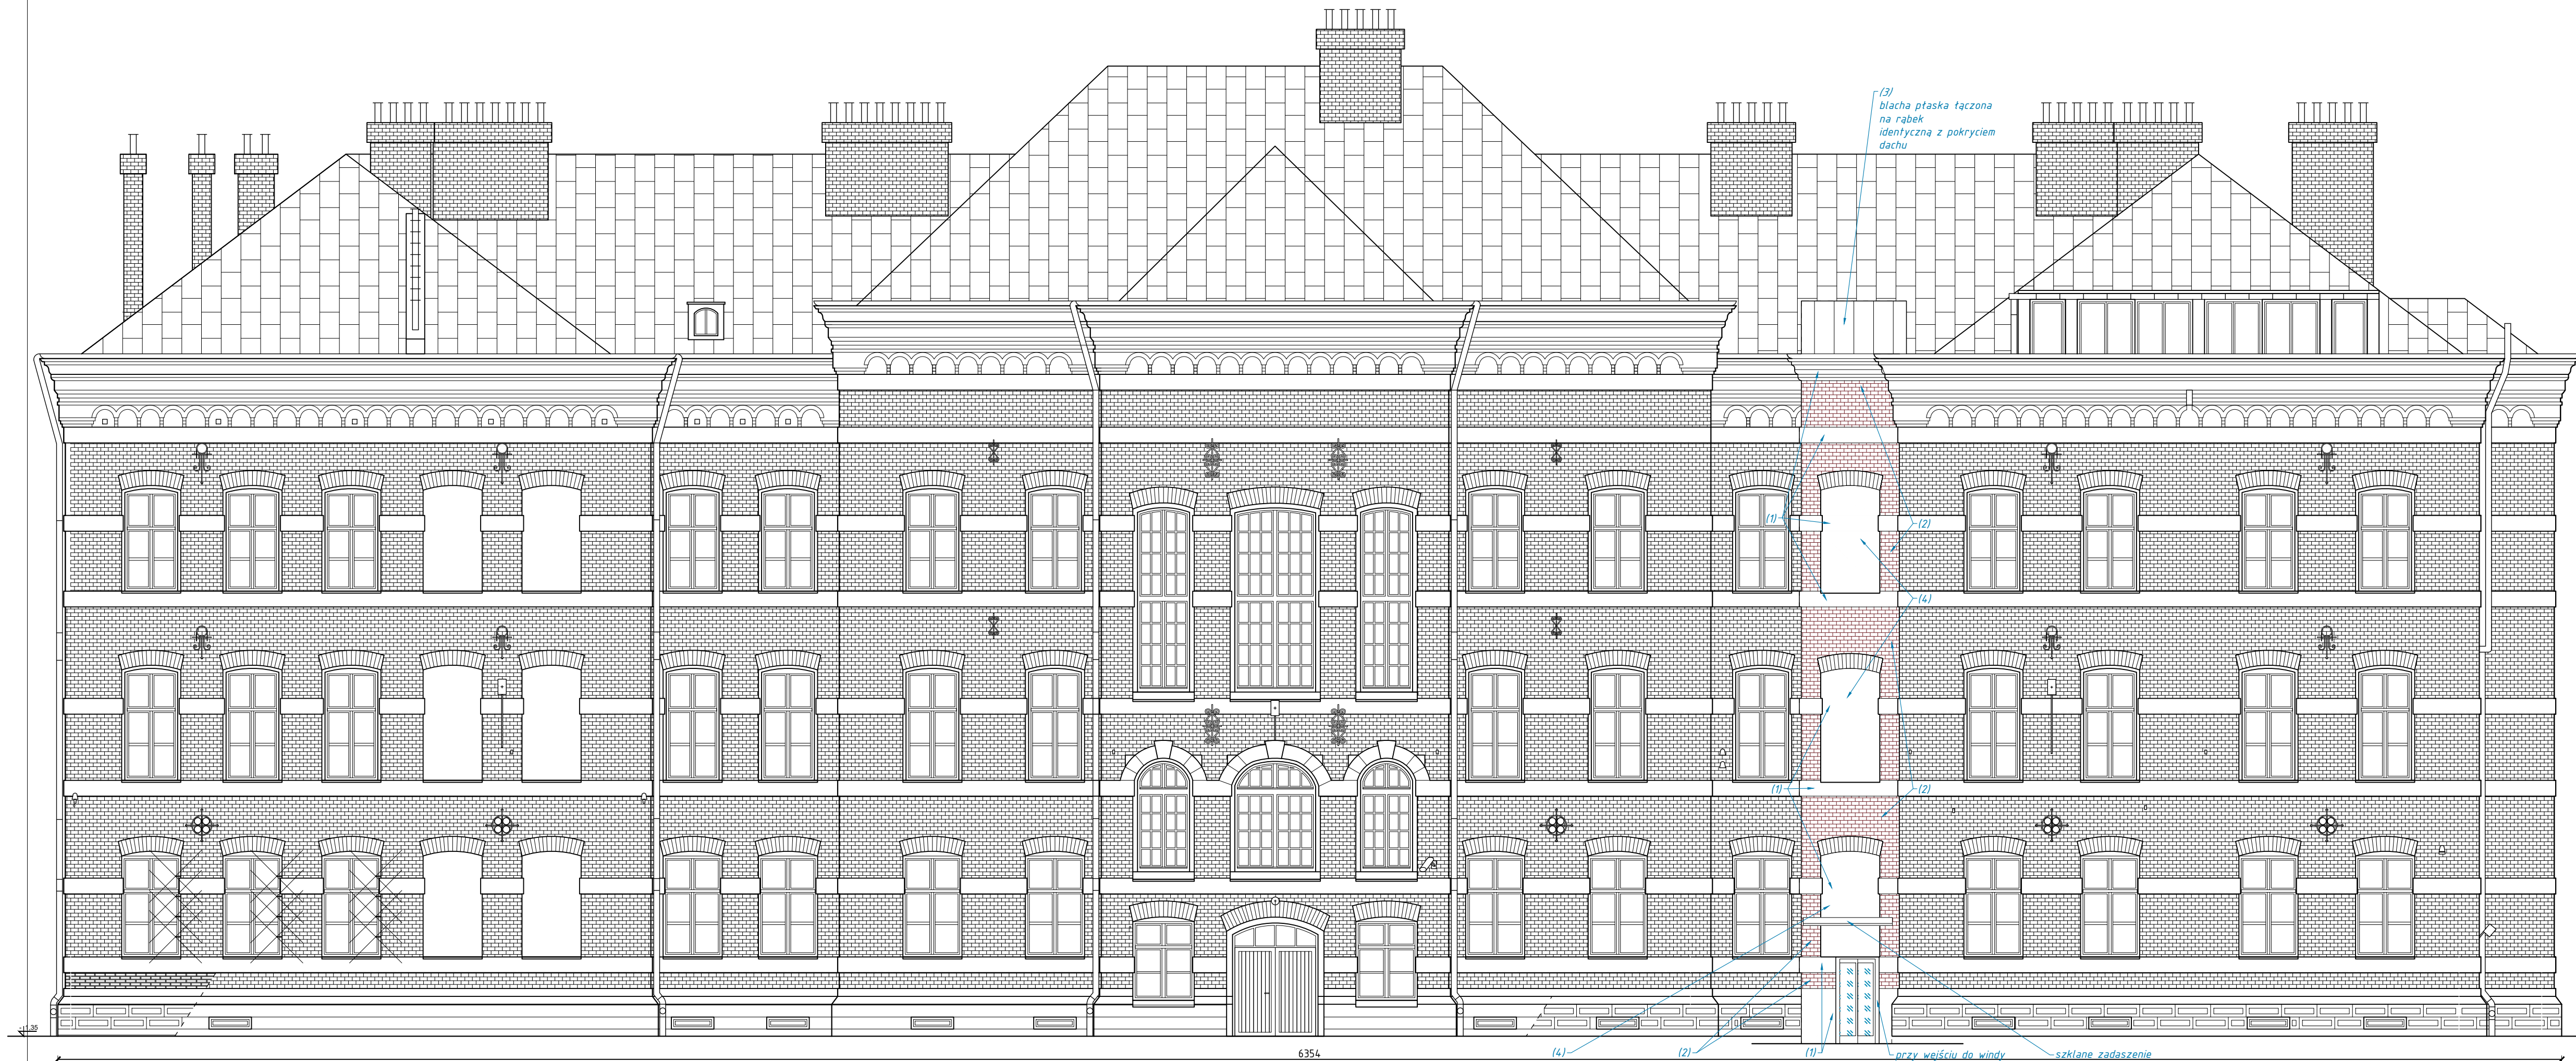 (3)
blacha płaska łączona
na rąbek
identyczną z pokryciem
dachu
(1)
(2)
(4)
(1)
(2)
-1.35
6354
(4)
(2)
(1)
przy wejściu do windy
szklane zadaszenie